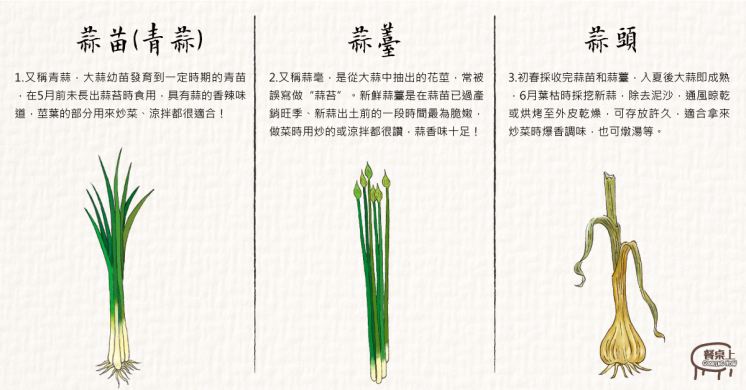 蒜苗(青蒜)
1.又稱青蒜，大蒜幼苗發育到一定時期的青苗
，在5月前未長出蒜苔時食用，具有蒜的香辣味
道，莖葉的部分用來炒菜、涼拌都很適合！
蒜薹
2.又稱蒜毫，是從大蒜中抽出的花莖，常被
誤寫做“蒜苔”。新鮮蒜薹是在蒜苗已過產
銷旺季、新蒜出土前的一段時間最為脆嫩，
做菜時用炒的或涼拌都很讚，蒜香味十足！
蒜頭
3.初春採收完蒜苗和蒜薹，入夏後大蒜即成熟
，6月葉枯時採挖新蒜，除去泥沙，通風晾乾
或烘烤至外皮乾燥，可存放許久，適合拿來
炒菜時爆香調味，也可燉湯等。
餐桌上